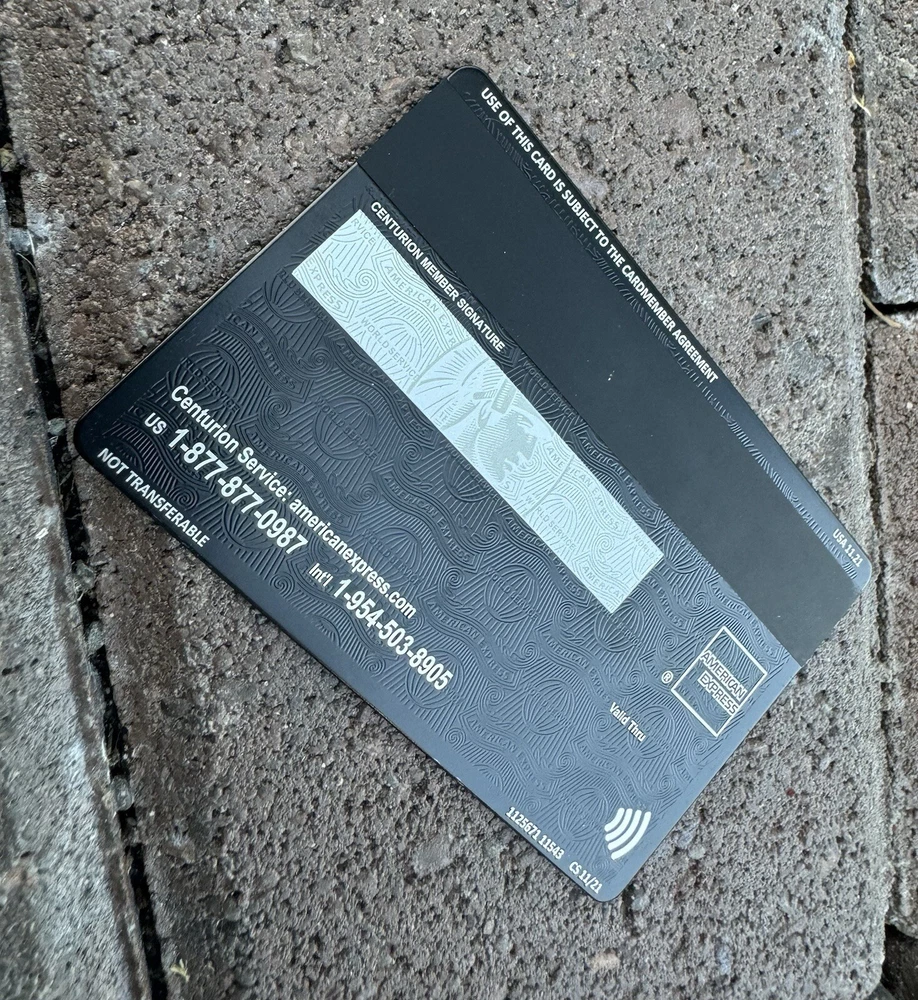 USE OF THIS CARD IS SUBJECT TO THE CARDMEMBER AGREEMENT
USA 11.21
CENTURION MEMBER SIGNATURE
AMERICAN
EXPRESS
®
Valid Thru
Centurion Service: americanexpress.com
US 1-877-877-0987 Int'l 1-954-503-8905
NOT TRANSFERABLE
1125671 11543 CS 11/21